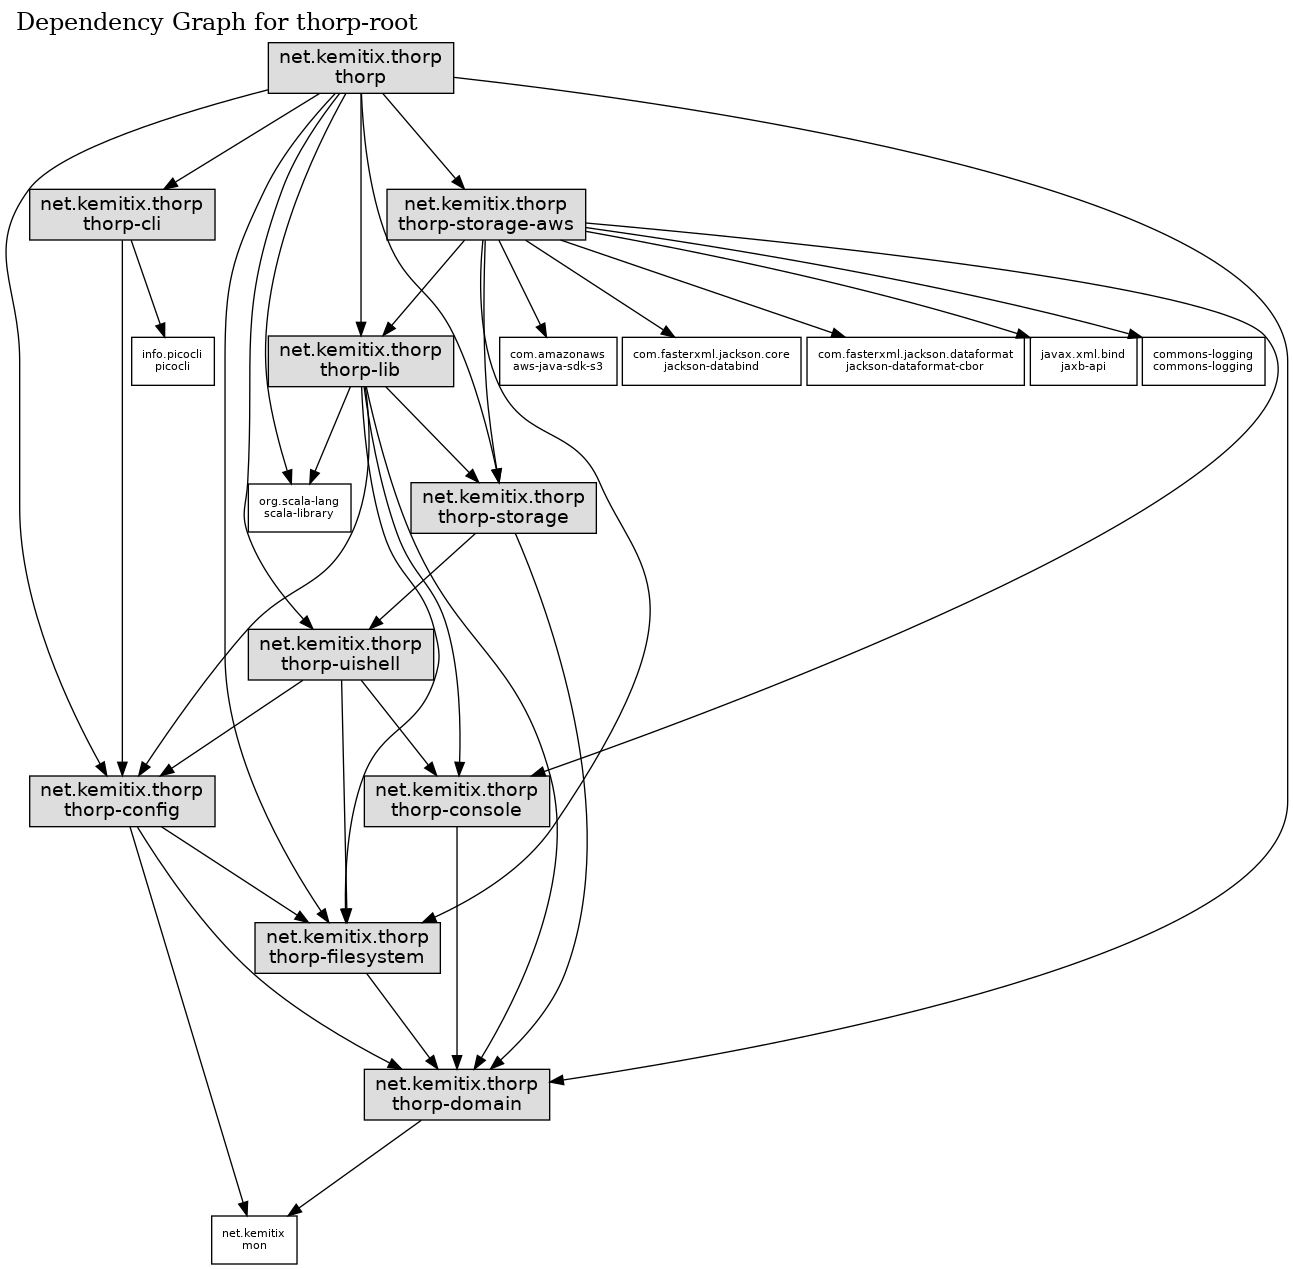 Dependency Graph for thorp-root
net.kemitix.thorp
thorp
net.kemitix.thorp
thorp-cli
net.kemitix.thorp
thorp-storage-aws
info.picocli
picocli
net.kemitix.thorp
thorp-lib
com.amazonaws
aws-java-sdk-s3
com.fasterxml.jackson.core
jackson-databind
com.fasterxml.jackson.dataformat
jackson-dataformat-cbor
javax.xml.bind
jaxb-api
commons-logging
commons-logging
org.scala-lang
scala-library
net.kemitix.thorp
thorp-storage
net.kemitix.thorp
thorp-uishell
net.kemitix.thorp
thorp-config
net.kemitix.thorp
thorp-console
net.kemitix.thorp
thorp-filesystem
net.kemitix.thorp
thorp-domain
net.kemitix
mon